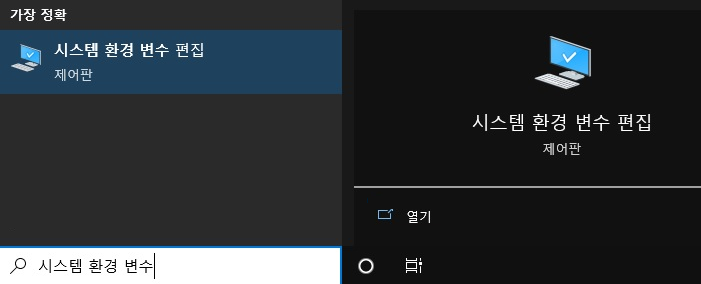 가장 정확
시스템 환경 변수 편집
제어판
시스템 환경 변수 편집
제어판
열기
시스템 환경 변수